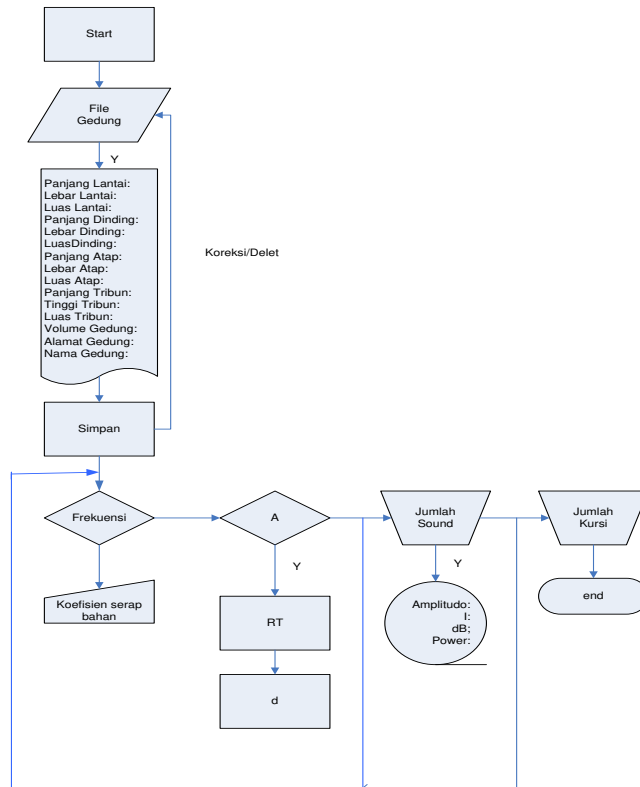 Start
File
Gedung
Y
Panjang Lantai:
Lebar Lantai:
Luas Lantai:
Panjang Dinding:
Lebar Dinding:
LuasDinding:
Panjang Atap:
Lebar Atap:
Luas Atap:
Panjang Tribun:
Tinggi Tribun:
Luas Tribun:
Volume Gedung:
Alamat Gedung:
Nama Gedung:
Koreksi/Delet
Simpan
Frekuensi
A
Jumlah
Sound
Jumlah
Kursi
Y
Y
Koefisien serap
bahan
RT
Amplitudo:
I:
dB;
Power:
end
d